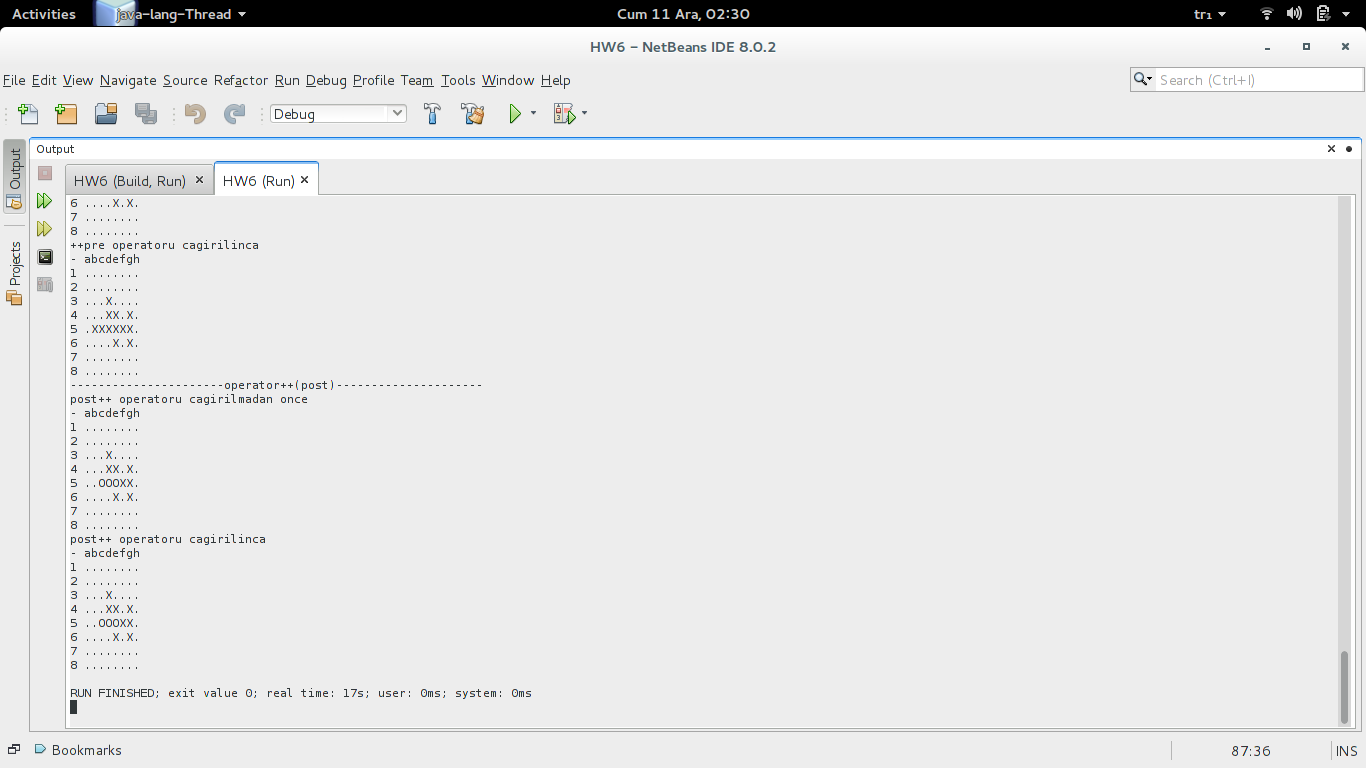 Activities java-lang-Thread Cum 11 Ara, 02:30 tr₁
HW6 - NetBeans IDE 8.0.2
File Edit View Navigate Source Refactor Run Debug Profile Team Tools Window Help
Search (Ctrl+I)
Debug
Output
Output
Projects
HW6 (Build, Run) HW6 (Run)
6 ....X.X.
7 ........
8 ........
++pre operatoru cagirilinca
- abcdefgh
1 ........
2 ........
3 ...X....
4 ...XX.X.
5 .XXXXXX.
6 ....X.X.
7 ........
8 ........
----------------------operator++(post)---------------------
post++ operatoru cagirilmadan once
- abcdefgh
1 ........
2 ........
3 ...X....
4 ...XX.X.
5 ..OOOXX.
6 ....X.X.
7 ........
8 ........
post++ operatoru cagirilinca
- abcdefgh
1 ........
2 ........
3 ...X....
4 ...XX.X.
5 ..OOOXX.
6 ....X.X.
7 ........
8 ........
RUN FINISHED; exit value 0; real time: 17s; user: 0ms; system: 0ms
Bookmarks 87:36 INS